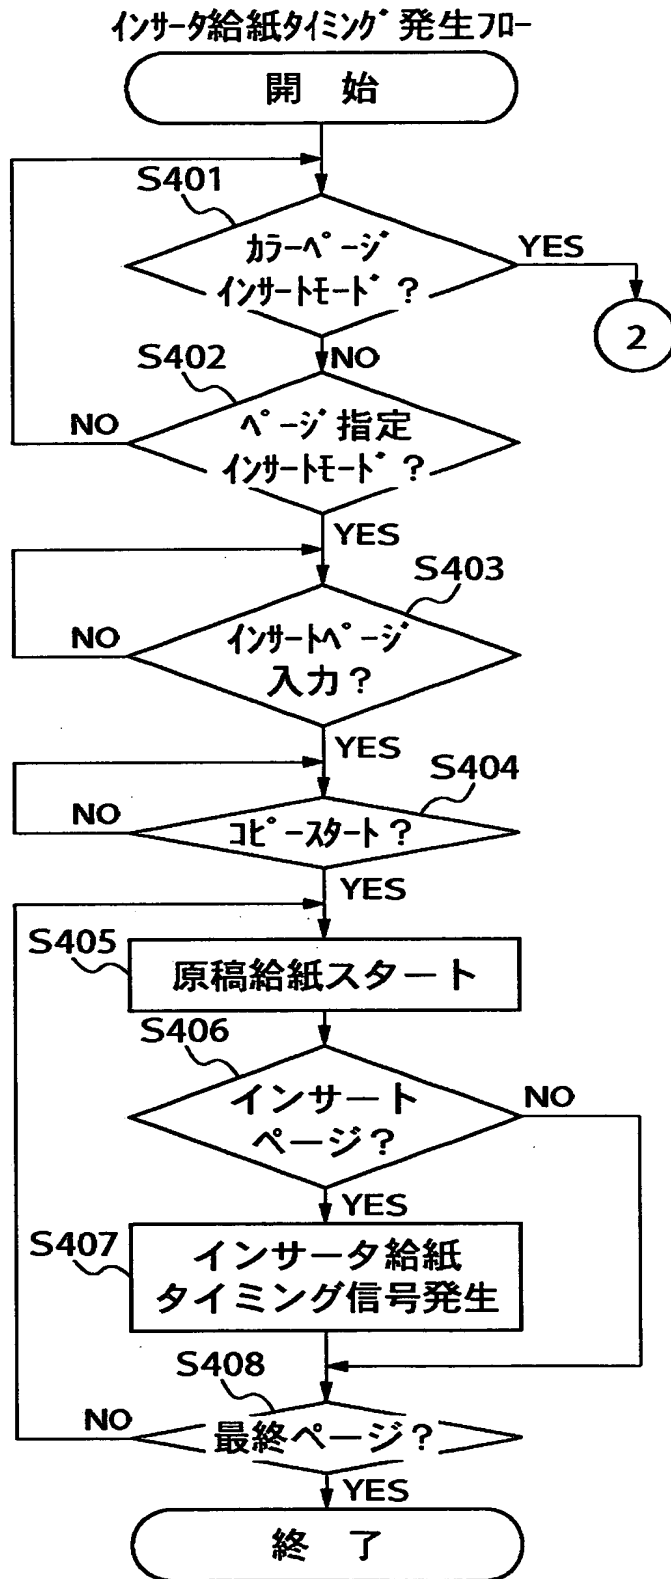 インサータ給紙タイミング発生フロー
開 始
S401
カラーページ
インサートモード?
YES
2
NO
S402
ページ指定
インサートモード?
NO
YES
S403
インサートページ
入力?
NO
YES
S404
コピースタート?
NO
YES
S405
原稿給紙スタート
S406
インサート
ページ?
NO
YES
S407
インサータ給紙
タイミング信号発生
S408
最終ページ?
NO
YES
終 了